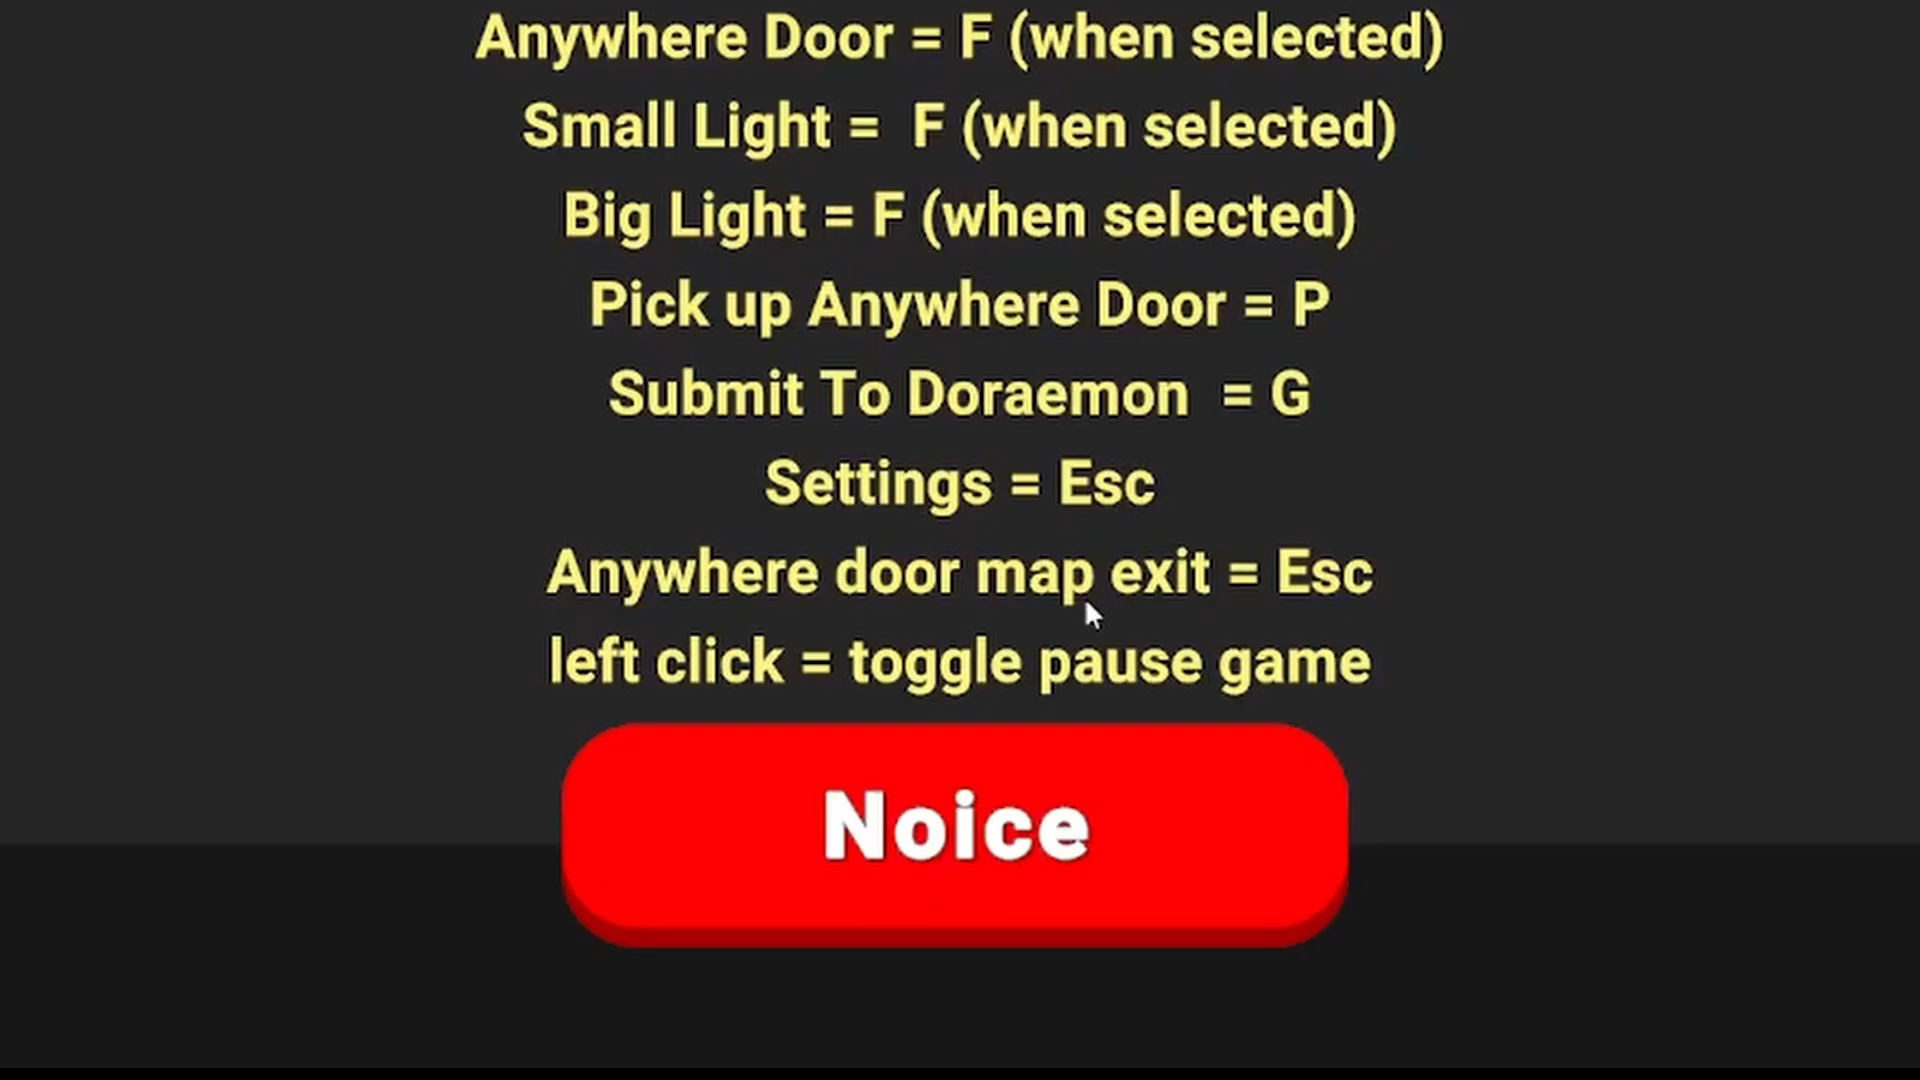 Anywhere Door = F (when selected)
Small Light =  F (when selected)
Big Light = F (when selected)
Pick up Anywhere Door = P
Submit To Doraemon  = G
Settings = Esc
Anywhere door map exit = Esc
left click = toggle pause game
Noice